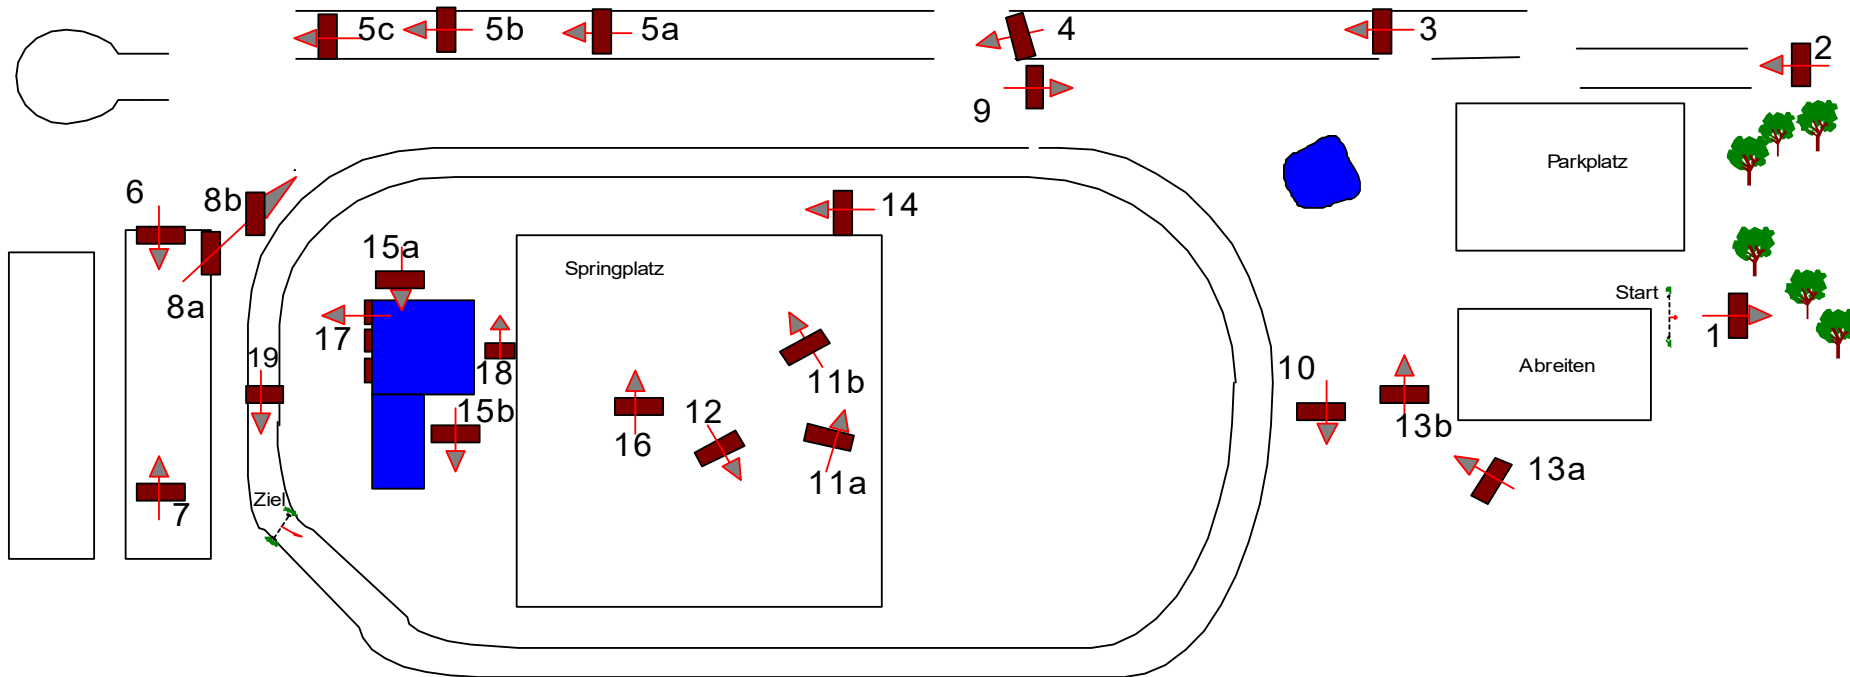 5c
5b
5a
4
3
2
9
Parkplatz
6
8b
14
15a
Springplatz
8a
Start
17
1
19
18
11b
10
Abreiten
15b
12
16
13b
11a
13a
Ziel
7